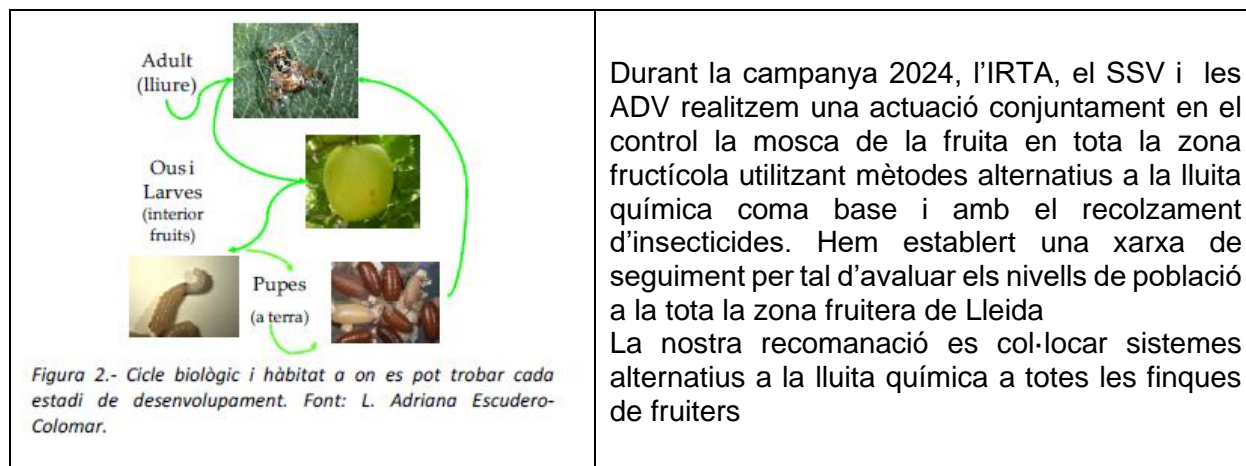 Adult
(lliure)
Ous i
Larves
(interior
fruits)
Pupes
(a terra)
Figura 2.- Cicle biològic i hàbitat a on es pot trobar cada
estadi de desenvolupament. Font: L. Adriana Escudero-
Colomar.
Durant la campanya 2024, l’IRTA, el SSV i les
ADV realitzem una actuació conjuntament en el
control la mosca de la fruita en tota la zona
fructícola utilitzant mètodes alternatius a la lluita
química coma base i amb el recolzament
d’insecticides. Hem establert una xarxa de
seguiment per tal d’avaluar els nivells de població
a la tota la zona fruitera de Lleida
La nostra recomanació es col·locar sistemes
alternatius a la lluita química a totes les finques
de fruiters